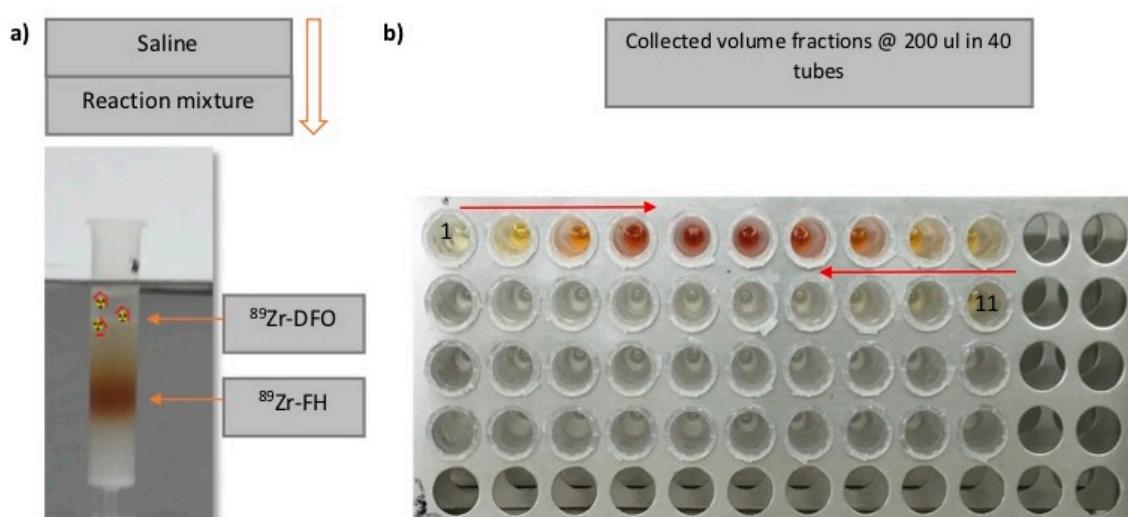 a)
Saline
Reaction mixture
⁸⁹Zr-DFO
⁸⁹Zr-FH
b)
Collected volume fractions @ 200 ul in 40
tubes
1
11